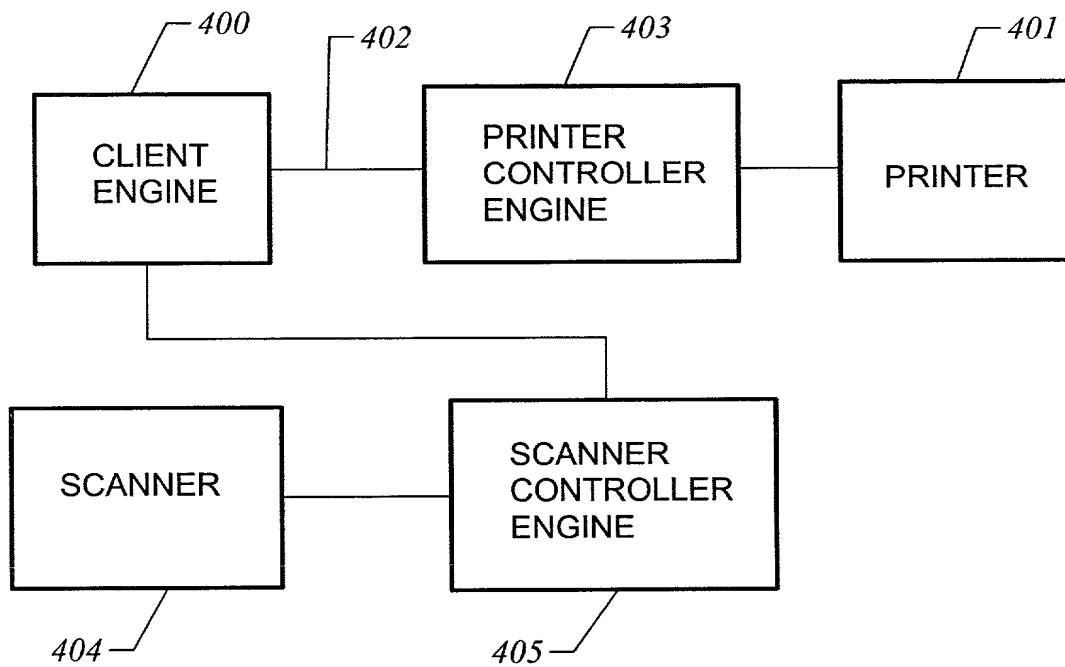 400
402
403
401
CLIENT
ENGINE
PRINTER
CONTROLLER
ENGINE
PRINTER
SCANNER
SCANNER
CONTROLLER
ENGINE
404
405